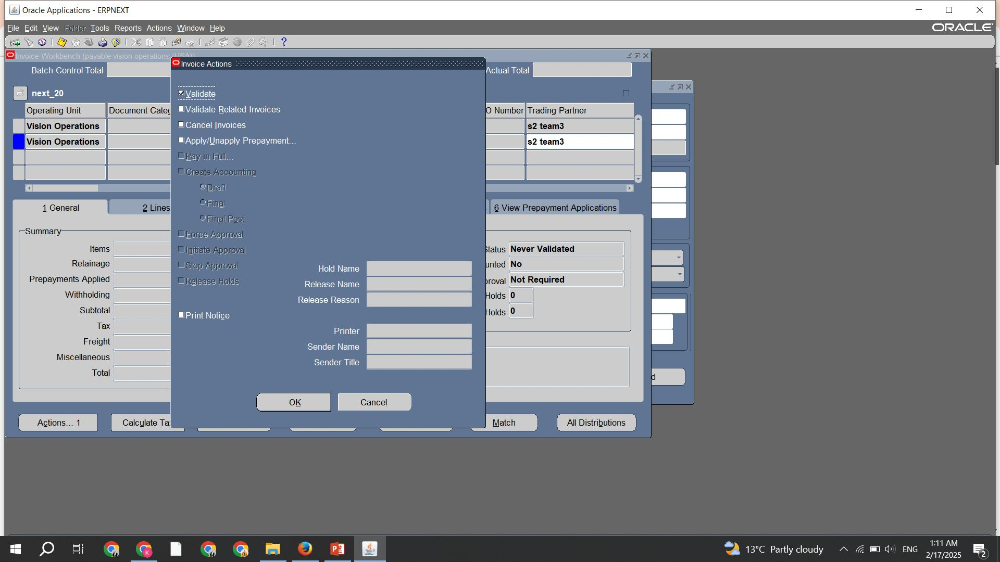 Oracle Applications - ERPNEXT
File Edit View Folder Tools Reports Actions Window Help
ORACLE
Invoice Workbench (payable vision operations (USA))
Invoice Actions
Batch Control Total
Actual Total
next_20
Operating Unit
Document Categ
O Number
Trading Partner
Vision Operations
s2 team3
Vision Operations
s2 team3
Validate
Validate Related Invoices
Cancel Invoices
Apply/Unapply Prepayment...
Pay in Full...
Create Accounting
Draft
Final
Final Post
Force Approval
Initiate Approval
Stop Approval
Release Holds
Hold Name
Release Name
Release Reason
Print Notice
Printer
Sender Name
Sender Title
OK
Cancel
1 General
2 Lines
6 View Prepayment Applications
Summary
Items
Retainage
Prepayments Applied
Withholding
Subtotal
Tax
Freight
Miscellaneous
Total
Status
Never Validated
unted
No
proval
Not Required
Holds
0
Holds
0
d
Actions... 1
Calculate Ta
Match
All Distributions
13°C Partly cloudy
ENG
1:11 AM
2/17/2025
2